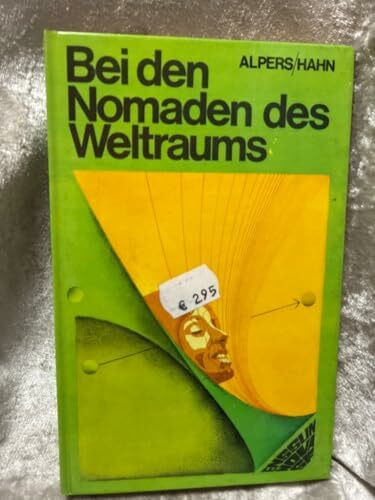 Bei den
ALPERS/HAHN
Nomaden des
Weltraums
€ 2.95